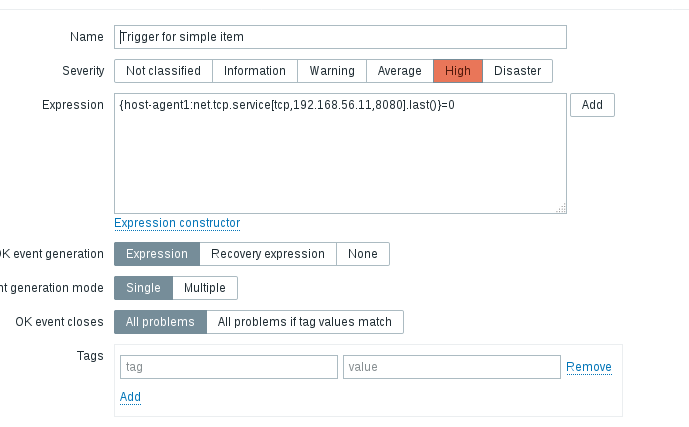 Name Trigger for simple item
Severity Not classified Information Warning Average High Disaster
Expression {host-agent1:net.tcp.service[tcp,192.168.56.11,8080].last()}=0 Add
Expression constructor
OK event generation Expression Recovery expression None
nt generation mode Single Multiple
OK event closes All problems All problems if tag values match
Tags tag value Remove
Add